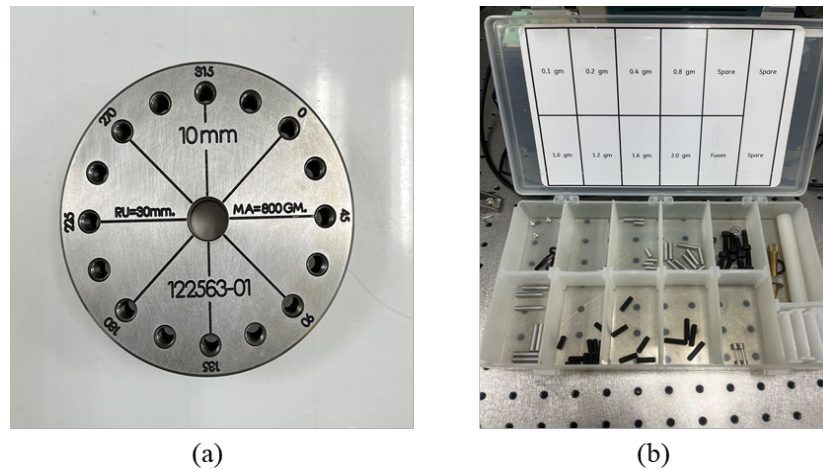 315
270
0
10mm
225
RU=30mm.
MA=800GM.
45
122563-01
180
90
135
0.1 gm
0.2 gm
0.4 gm
0.8 gm
Spare
Spare
1.0 gm
1.2 gm
1.6 gm
2.0 gm
Fuses
Spare
(a)
(b)